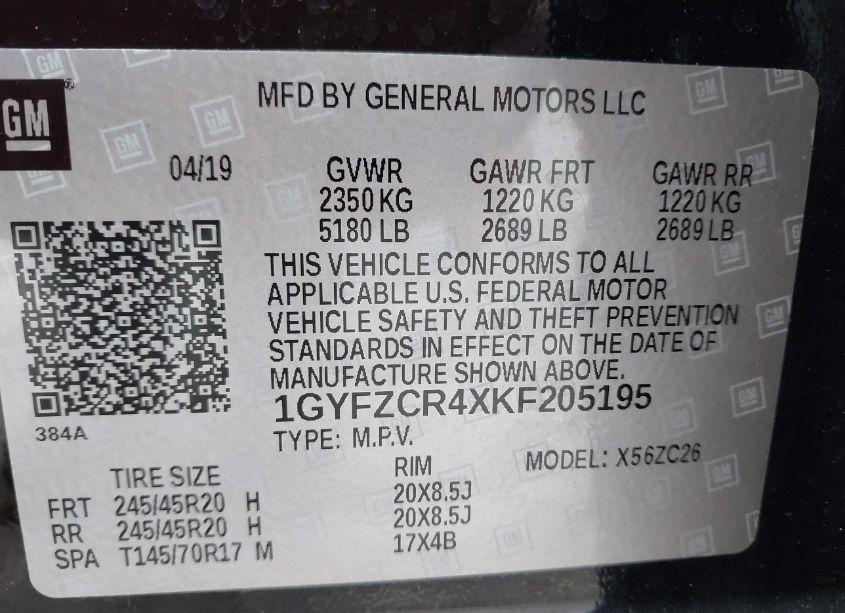 GM
MFD BY GENERAL MOTORS LLC
04/19 GVWR GAWR FRT GAWR RR
2350 KG 1220 KG 1220 KG
5180 LB 2689 LB 2689 LB
THIS VEHICLE CONFORMS TO ALL
APPLICABLE U.S. FEDERAL MOTOR
VEHICLE SAFETY AND THEFT PREVENTION
STANDARDS IN EFFECT ON THE DATE OF
MANUFACTURE SHOWN ABOVE.
1GYFZCR4XKF205195
384A
TYPE: M.P.V.
MODEL: X56ZC26
TIRE SIZE RIM
FRT 245/45R20 H 20X8.5J
RR 245/45R20 H 20X8.5J
SPA T145/70R17 M 17X4B